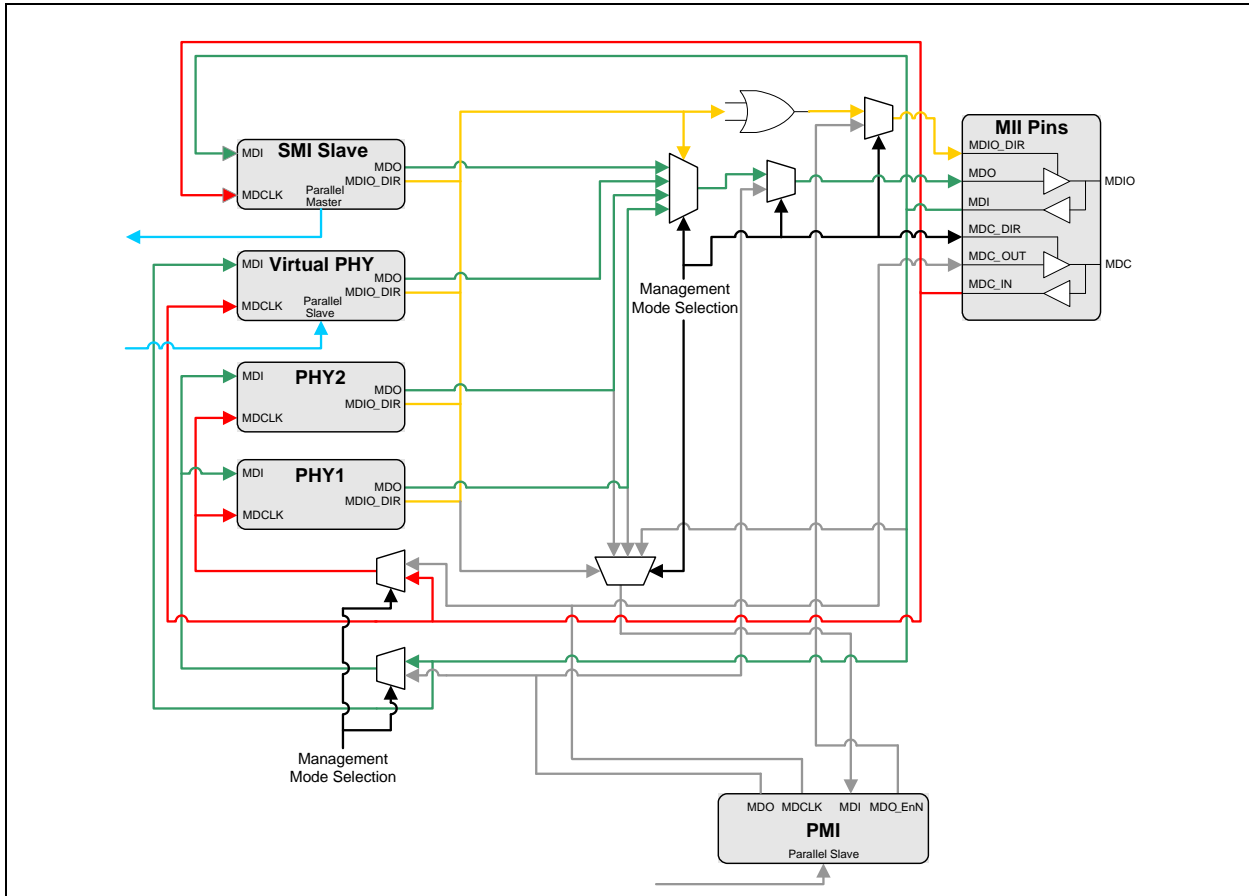 MII Pins
MDIO_DIR
MDO
MDIO
MDI
MDC_DIR
MDC_OUT
MDC
MDC_IN
SMI Slave
MDI
MDO
MDIO_DIR
MDCLK
Parallel
Master
Virtual PHY
MDI
MDO
MDIO_DIR
MDCLK
Parallel
Slave
Management
Mode Selection
PHY2
MDI
MDO
MDIO_DIR
MDCLK
PHY1
MDI
MDO
MDIO_DIR
MDCLK
Management
Mode Selection
MDO MDCLK MDI MDO_EnN
PMI
Parallel Slave